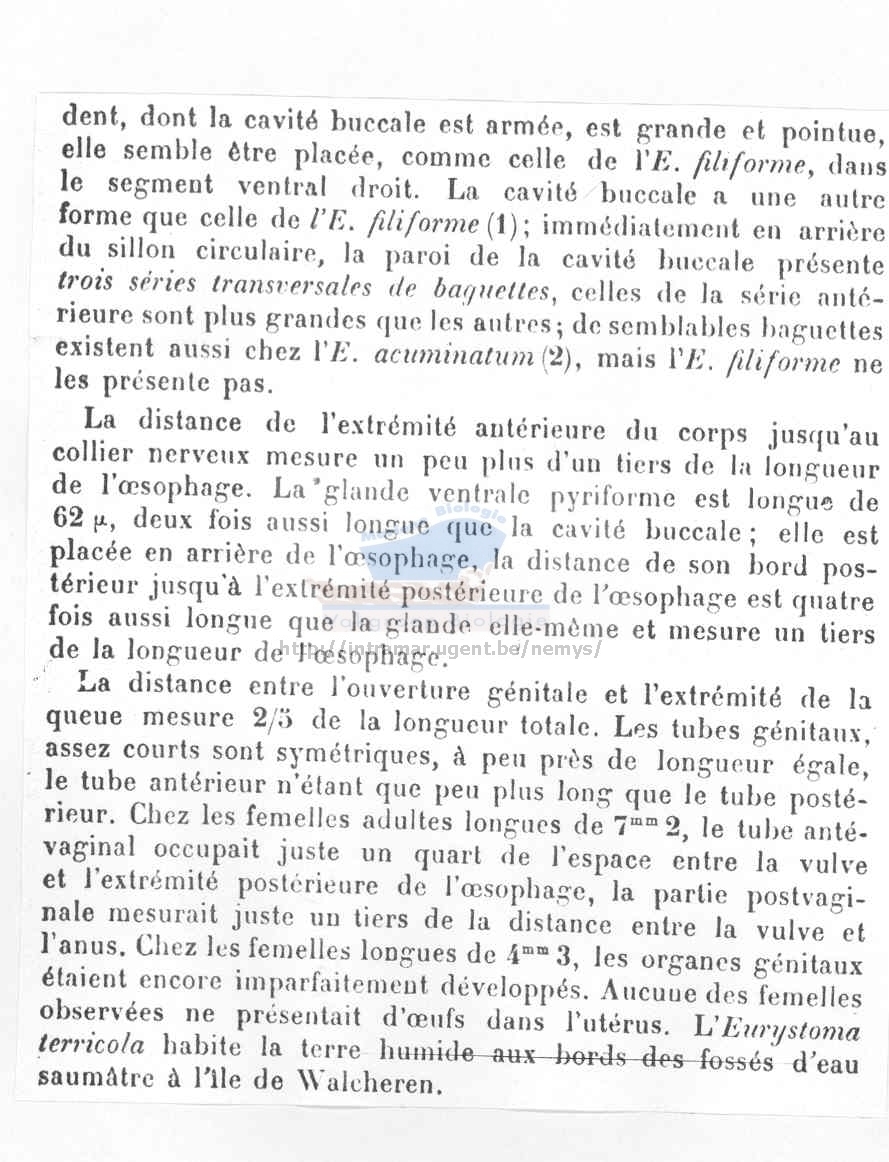 dent, dont la cavité buccale est armée, est grande et pointue,
elle semble être placée, comme celle de l'E. filiforme, dans
le segment ventral droit. La cavité buccale a une autre
forme que celle de l'E. filiforme (1); immédiatement en arrière
du sillon circulaire, la paroi de la cavité buccale présente
trois séries transversales de baguettes, celles de la série anté-
rieure sont plus grandes que les autres; de semblables baguettes
existent aussi chez l'E. acuminatum (2), mais l'E. filiforme ne
les présente pas.
La distance de l'extrémité antérieure du corps jusqu'au
collier nerveux mesure un peu plus d'un tiers de la longueur
de l'œsophage. La glande ventrale pyriforme est longue de
62 µ, deux fois aussi longue que la cavité buccale; elle est
placée en arrière de l'œsophage, la distance de son bord pos-
térieur jusqu'à l'extrémité postérieure de l'œsophage est quatre
fois aussi longue que la glande elle-même et mesure un tiers
de la longueur de l'œsophage.
http://intramar.ugent.be/nemys/
La distance entre l'ouverture génitale et l'extrémité de la
queue mesure 2/5 de la longueur totale. Les tubes génitaux,
assez courts sont symétriques, à peu près de longueur égale,
le tube antérieur n'étant que peu plus long que le tube posté-
rieur. Chez les femelles adultes longues de 7mm 2, le tube anté-
vaginal occupait juste un quart de l'espace entre la vulve
et l'extrémité postérieure de l'œsophage, la partie postvagi-
nale mesurait juste un tiers de la distance entre la vulve et
l'anus. Chez les femelles longues de 4mm 3, les organes génitaux
étaient encore imparfaitement développés. Aucune des femelles
observées ne présentait d'œufs dans l'utérus. L'Eurystoma
terricola habite la terre humide aux bords des fossés d'eau
saumâtre à l'île de Walcheren.